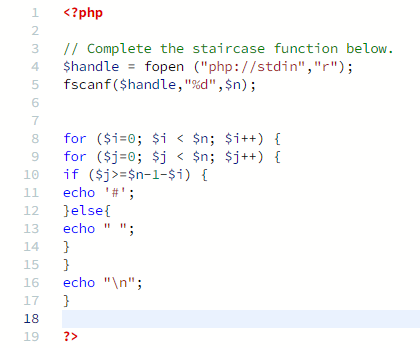 1 <?php
2
3 // Complete the staircase function below.
4 $handle = fopen ("php://stdin","r");
5 fscanf($handle,"%d",$n);
6
7
8 for ($i=0; $i < $n; $i++) {
9 for ($j=0; $j < $n; $j++) {
10 if ($j>=$n-1-$i) {
11 echo '#';
12 }else{
13 echo " ";
14 }
15 }
16 echo "\n";
17 }
18
19 ?>